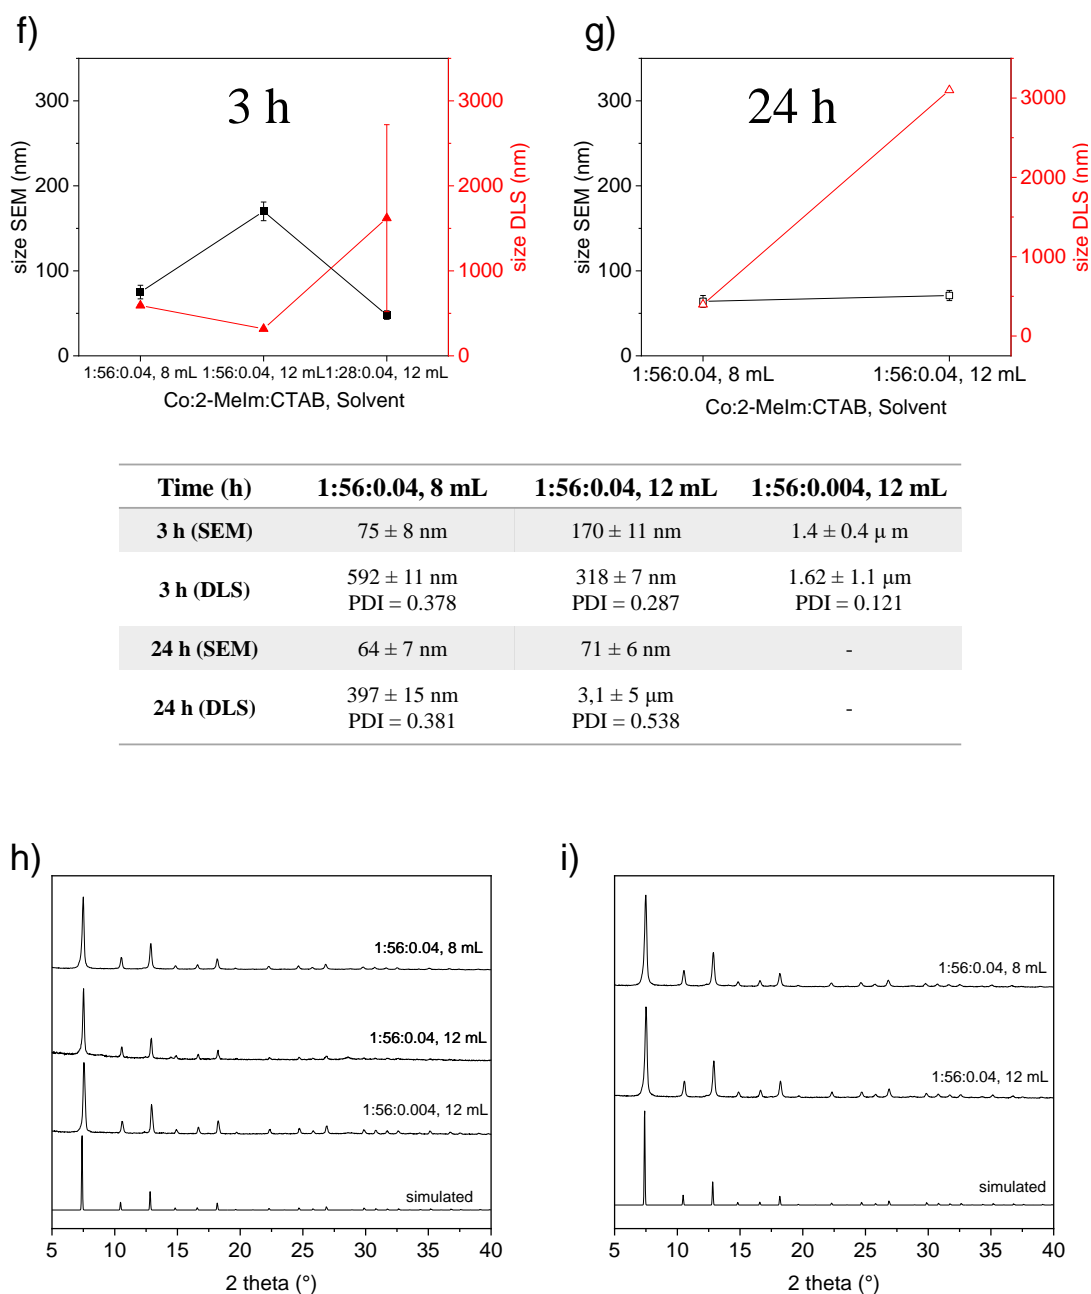 f)
3 h
300
200
100
0
size SEM (nm)
3000
2000
1000
0
size DLS (nm)
1:56:0.04, 8 mL 1:56:0.04, 12 mL 1:28:0.04, 12 mL
Co:2-MeIm:CTAB, Solvent
g)
24 h
300
200
100
0
size SEM (nm)
3000
2000
1000
0
size DLS (nm)
1:56:0.04, 8 mL 1:56:0.04, 12 mL
Co:2-MeIm:CTAB, Solvent
Time (h) 1:56:0.04, 8 mL 1:56:0.04, 12 mL 1:56:0.004, 12 mL
3 h (SEM) 75 ± 8 nm 170 ± 11 nm 1.4 ± 0.4 µ m
3 h (DLS) 592 ± 11 nm 318 ± 7 nm 1.62 ± 1.1 µm
PDI = 0.378 PDI = 0.287 PDI = 0.121
24 h (SEM) 64 ± 7 nm 71 ± 6 nm -
24 h (DLS) 397 ± 15 nm 3,1 ± 5 µm -
PDI = 0.381 PDI = 0.538
h)
1:56:0.04, 8 mL
1:56:0.04, 12 mL
1:56:0.004, 12 mL
simulated
5 10 15 20 25 30 35 40
2 theta (°)
i)
1:56:0.04, 8 mL
1:56:0.04, 12 mL
simulated
5 10 15 20 25 30 35 40
2 theta (°)